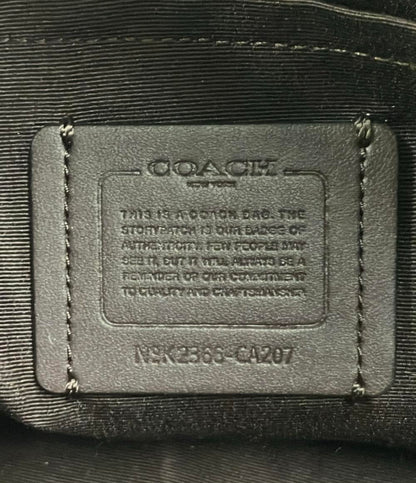 COACH
NEW YORK
THIS IS A COACH BAG. THE
STORYPATCH IS OUR BADGE OF
AUTHENTICITY. FEW PEOPLE MAY
SEE IT, BUT IT WILL ALWAYS BE A
REMINDER OF OUR COMMITMENT
TO QUALITY AND CRAFTSMANSHIP.
N9K2366-CA207